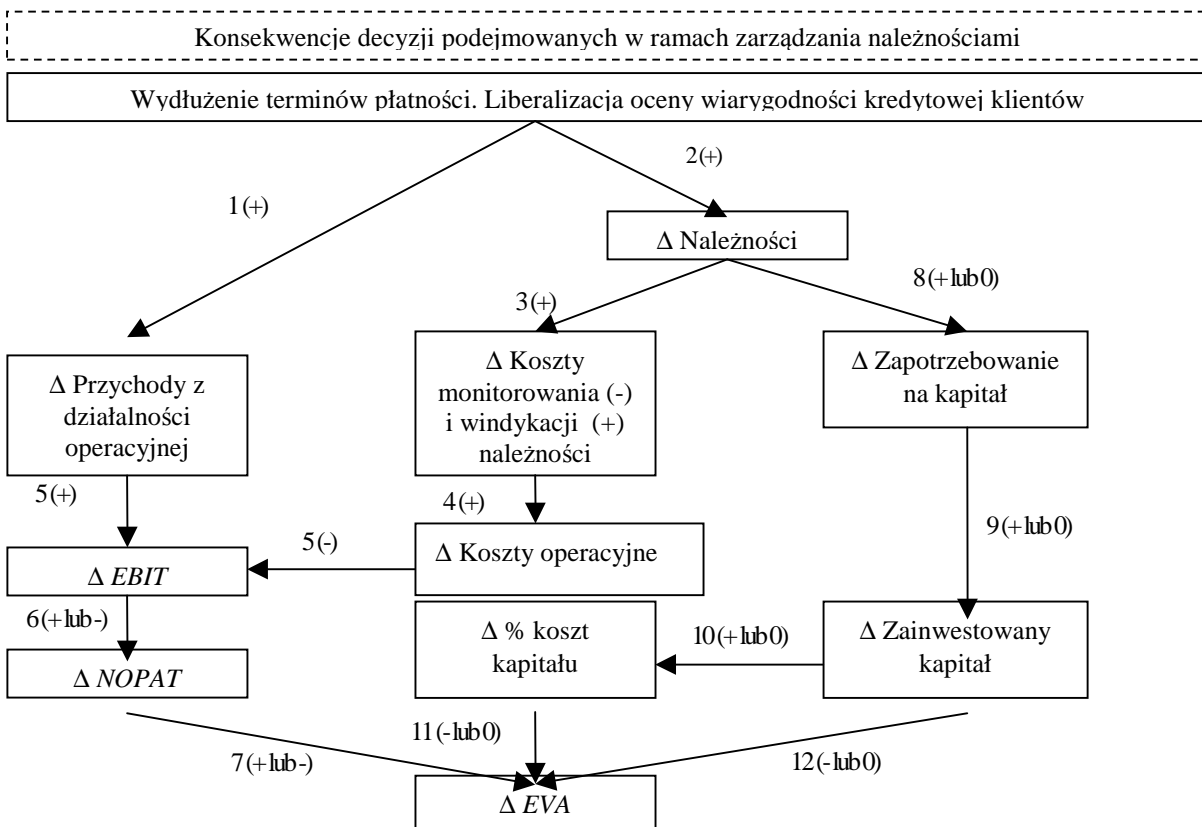 Konsekwencje decyzji podejmowanych w ramach zarządzania należnościami
Wydłużenie terminów płatności. Liberalizacja oceny wiarygodności kredytowej klientów
2(+)
1(+)
Δ Należności
8(+lub0)
3(+)
Δ Przychody z
działalności
operacyjnej
Δ Koszty
monitorowania (-)
i windykacji (+)
należności
Δ Zapotrzebowanie
na kapitał
5(+)
4(+)
9(+lub0)
5(-)
Δ Koszty operacyjne
Δ EBIT
6(+lub-)
Δ % koszt
kapitału
10(+lub0)
Δ Zainwestowany
kapitał
Δ NOPAT
7(+lub-)
11(-lub0)
12(-lub0)
Δ EVA